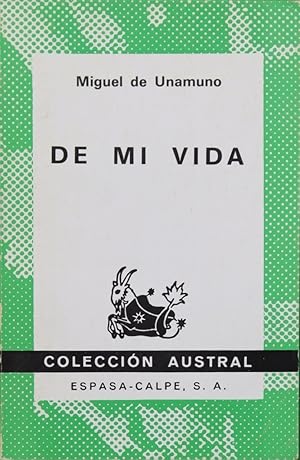 Miguel de Unamuno
DE MI VIDA
COLECCIÓN AUSTRAL
ESPASA-CALPE, S. A.